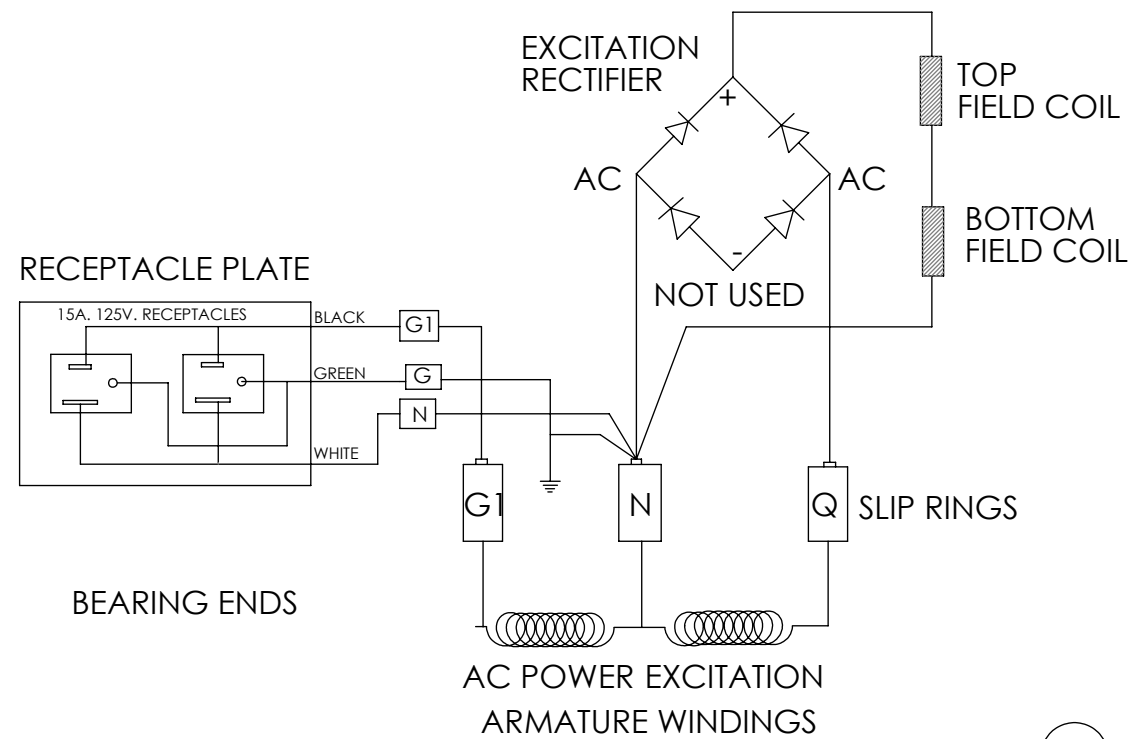 EXCITATION
RECTIFIER
+
TOP
FIELD COIL
AC
AC
BOTTOM
FIELD COIL
-
NOT USED
RECEPTACLE PLATE
15A. 125V. RECEPTACLES
BLACK
G1
GREEN
G
N
WHITE
G1
N
Q
SLIP RINGS
BEARING ENDS
AC POWER EXCITATION
ARMATURE WINDINGS